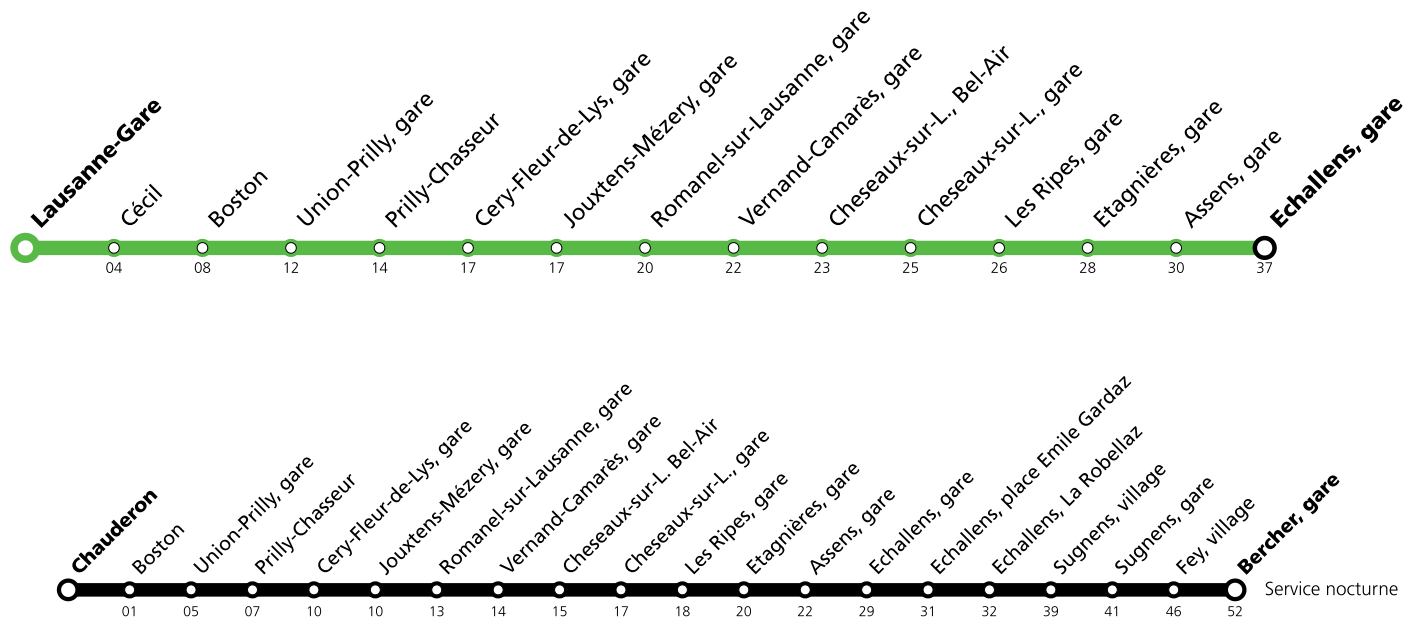 Lausanne-Gare
Cécil
Boston
Union-Prilly, gare
Prilly-Chasseur
Cery-Fleur-de-Lys, gare
Jouxtens-Mézery, gare
Romanel-sur-Lausanne, gare
Vernand-Camarès, gare
Cheseaux-sur-L., Bel-Air
Cheseaux-sur-L., gare
Les Ripes, gare
Etagnières, gare
Assens, gare
Echallens, gare
04 08 12 14 17 17 20 22 23 25 26 28 30 37
Chauderon
Boston
Union-Prilly, gare
Prilly-Chasseur
Cery-Fleur-de-Lys, gare
Jouxtens-Mézery, gare
Romanel-sur-Lausanne, gare
Vernand-Camarès, gare
Cheseaux-sur-L. Bel-Air
Cheseaux-sur-L., gare
Les Ripes, gare
Etagnières, gare
Assens, gare
Echallens, gare
Echallens, place Emile Gardaz
Echallens, La Robellaz
Sugnens, village
Sugnens, gare
Fey, village
Bercher, gare
Service nocturne
01 05 07 10 10 13 14 15 17 18 20 22 29 31 32 39 41 46 52